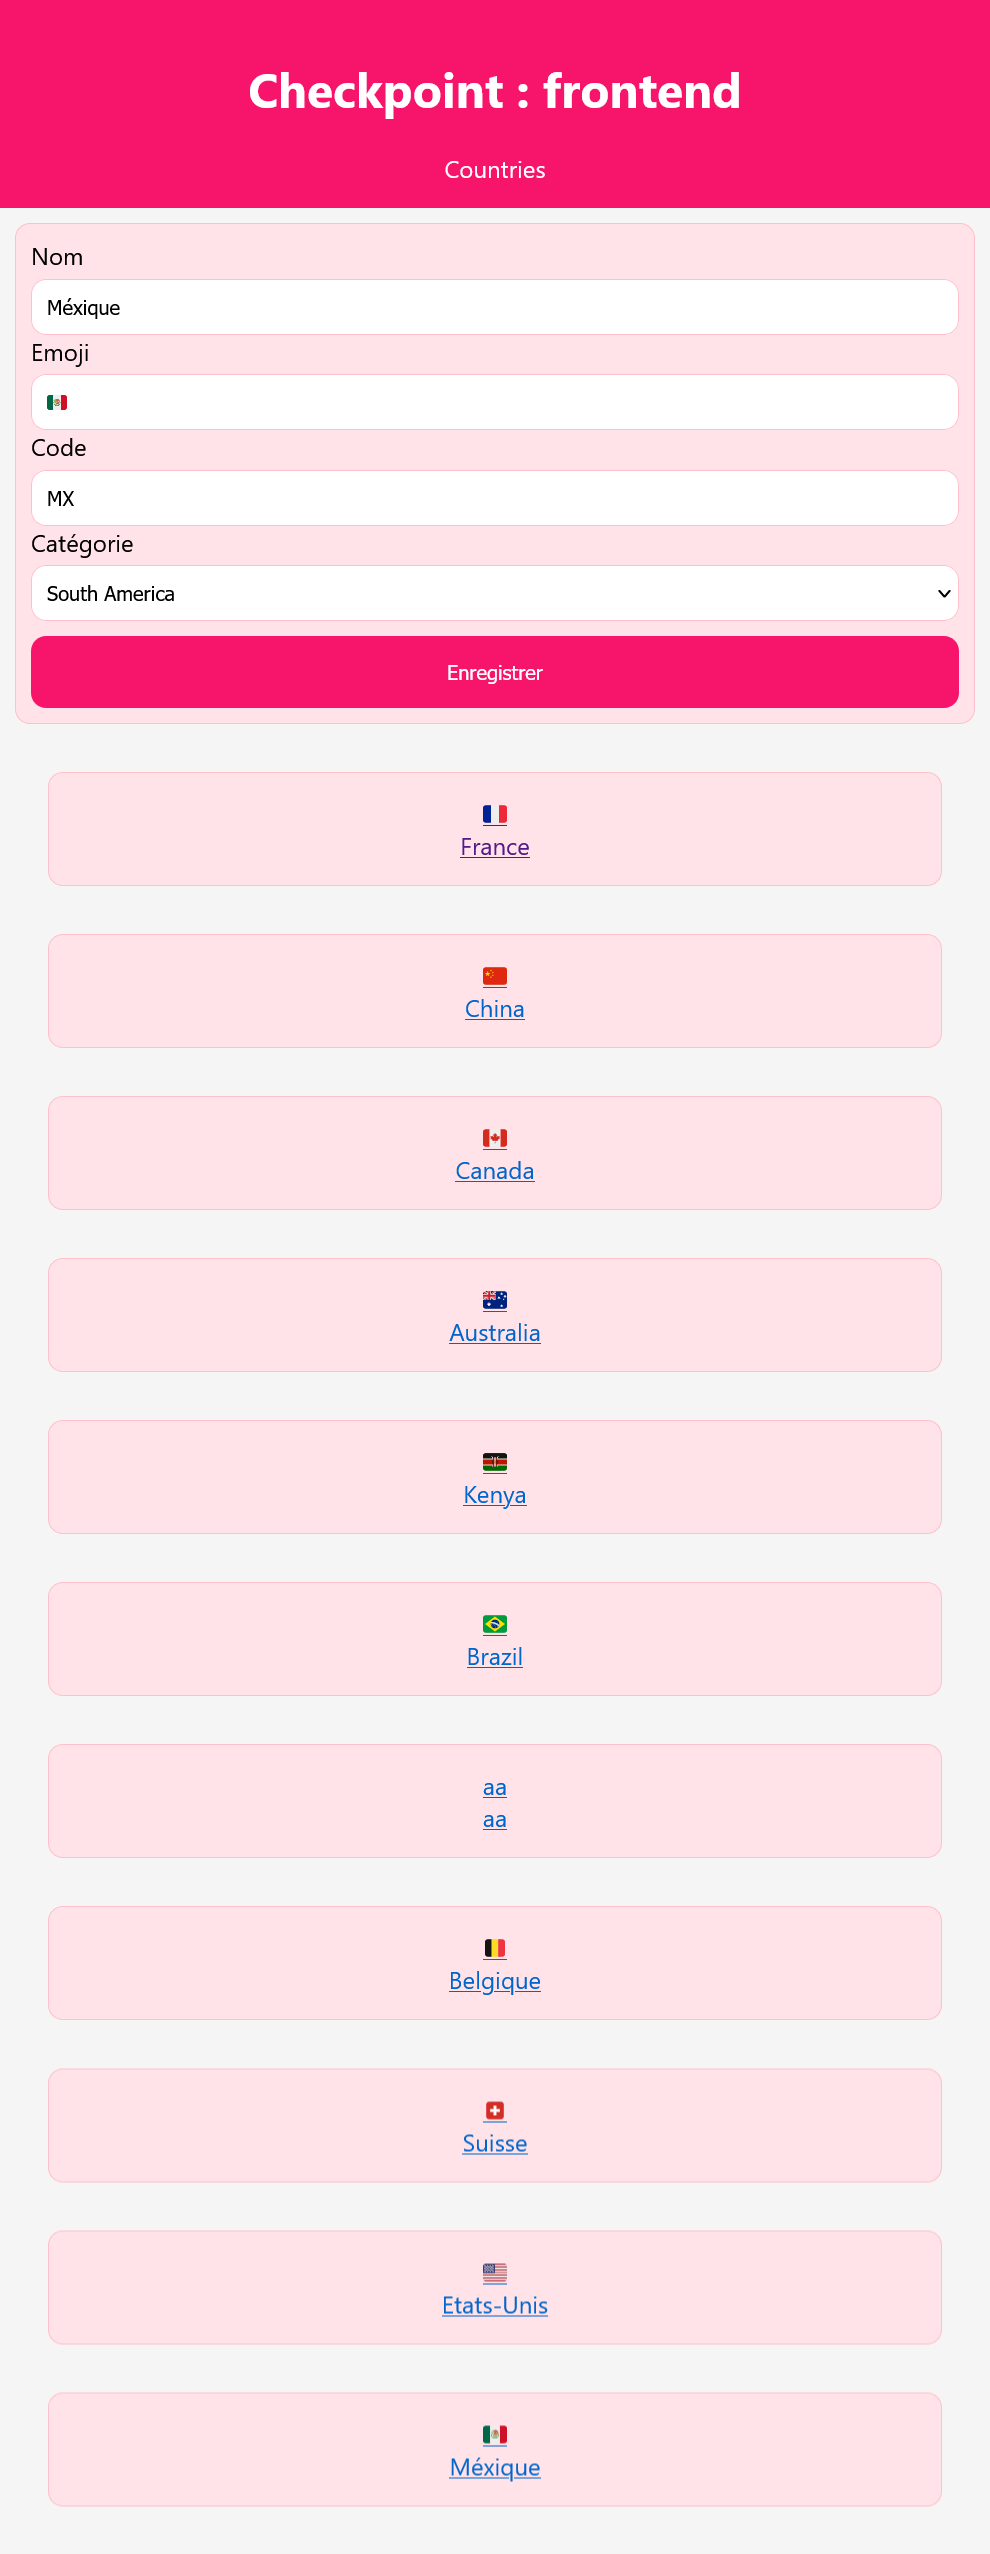 Checkpoint : frontend
Countries
Nom
Méxique
Emoji
🇲🇽
Code
MX
Catégorie
South America
Enregistrer
🇫🇷
France
🇨🇳
China
🇨🇦
Canada
🇦🇺
Australia
🇰🇪
Kenya
🇧🇷
Brazil
aa
aa
🇧🇪
Belgique
🇨🇭
Suisse
🇺🇸
Etats-Unis
🇲🇽
Méxique